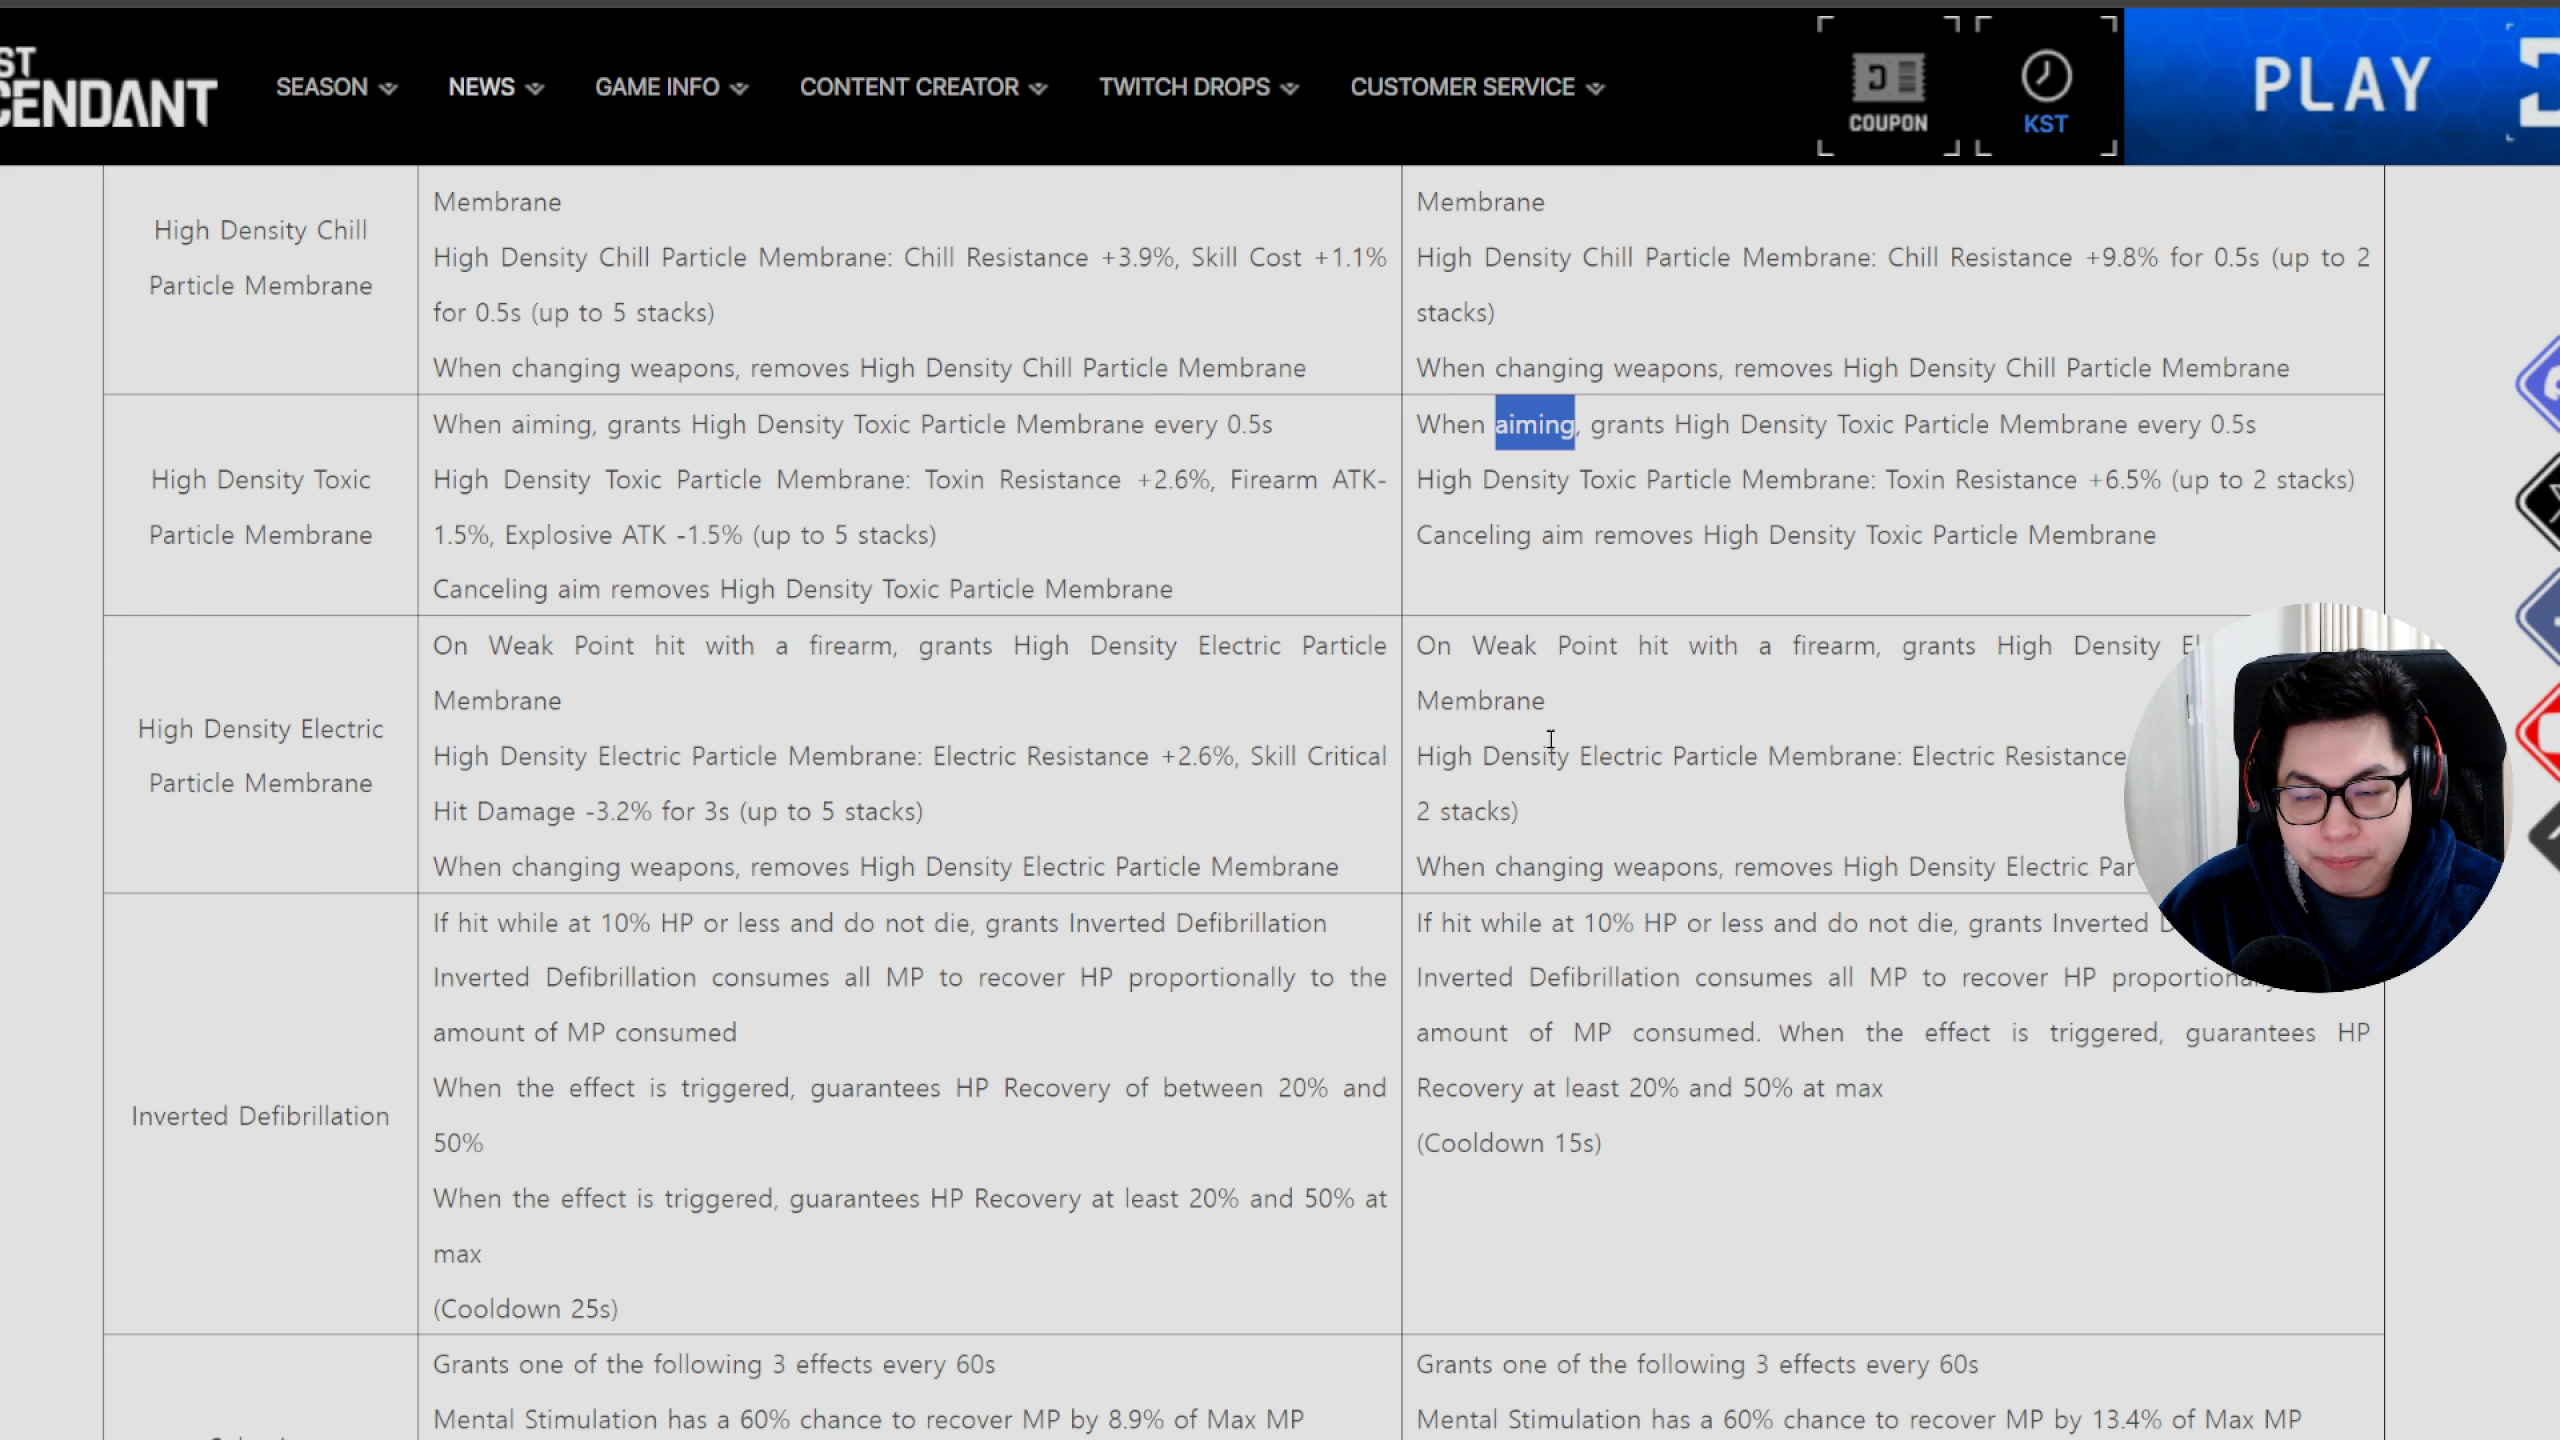 ST
CENDANT
SEASON
NEWS
GAME INFO
CONTENT CREATOR
TWITCH DROPS
CUSTOMER SERVICE
COUPON
KST
PLAY
High Density Chill
Particle Membrane
Membrane
High Density Chill Particle Membrane: Chill Resistance +3.9%, Skill Cost +1.1%
for 0.5s (up to 5 stacks)
When changing weapons, removes High Density Chill Particle Membrane
Membrane
High Density Chill Particle Membrane: Chill Resistance +9.8% for 0.5s (up to 2
stacks)
When changing weapons, removes High Density Chill Particle Membrane
High Density Toxic
Particle Membrane
When aiming, grants High Density Toxic Particle Membrane every 0.5s
High Density Toxic Particle Membrane: Toxin Resistance +2.6%, Firearm ATK-
1.5%, Explosive ATK -1.5% (up to 5 stacks)
Canceling aim removes High Density Toxic Particle Membrane
When aiming, grants High Density Toxic Particle Membrane every 0.5s
High Density Toxic Particle Membrane: Toxin Resistance +6.5% (up to 2 stacks)
Canceling aim removes High Density Toxic Particle Membrane
High Density Electric
Particle Membrane
On Weak Point hit with a firearm, grants High Density Electric Particle
Membrane
High Density Electric Particle Membrane: Electric Resistance +2.6%, Skill Critical
Hit Damage -3.2% for 3s (up to 5 stacks)
When changing weapons, removes High Density Electric Particle Membrane
On Weak Point hit with a firearm, grants High Density El
Membrane
High Density Electric Particle Membrane: Electric Resistance
2 stacks)
When changing weapons, removes High Density Electric Par
Inverted Defibrillation
If hit while at 10% HP or less and do not die, grants Inverted Defibrillation
Inverted Defibrillation consumes all MP to recover HP proportionally to the
amount of MP consumed
When the effect is triggered, guarantees HP Recovery of between 20% and
50%
When the effect is triggered, guarantees HP Recovery at least 20% and 50% at
max
(Cooldown 25s)
If hit while at 10% HP or less and do not die, grants Inverted D
Inverted Defibrillation consumes all MP to recover HP proportional
amount of MP consumed. When the effect is triggered, guarantees HP
Recovery at least 20% and 50% at max
(Cooldown 15s)
Grants one of the following 3 effects every 60s
Mental Stimulation has a 60% chance to recover MP by 8.9% of Max MP
Grants one of the following 3 effects every 60s
Mental Stimulation has a 60% chance to recover MP by 13.4% of Max MP